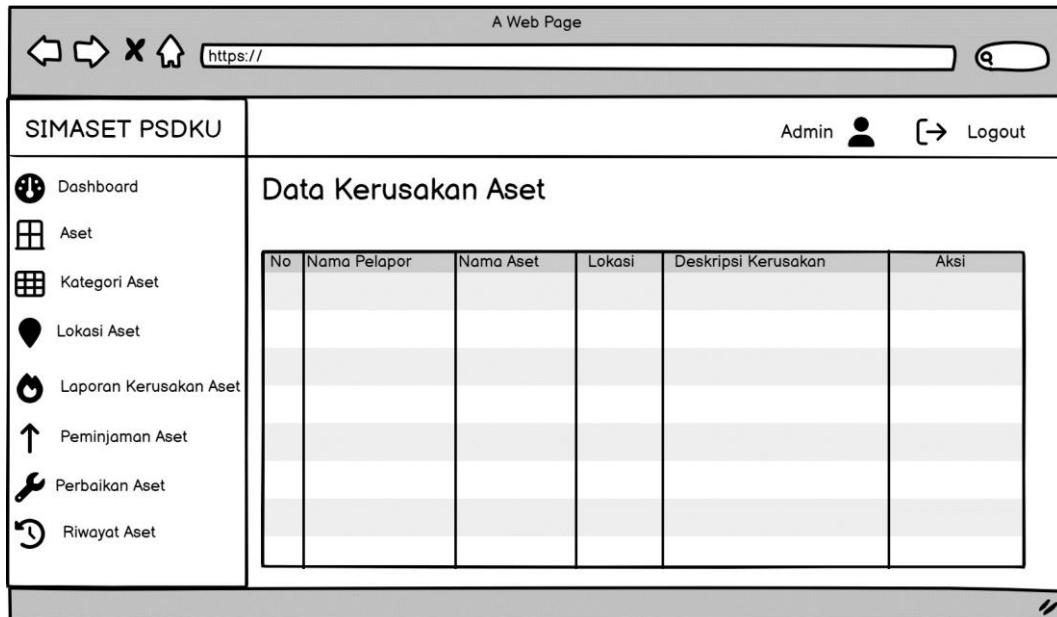 A Web Page
https://
SIMASET PSDKU
Admin
Logout
Dashboard
Aset
Kategori Aset
Lokasi Aset
Laporan Kerusakan Aset
Peminjaman Aset
Perbaikan Aset
Riwayat Aset
Data Kerusakan Aset
No Nama Pelapor Nama Aset Lokasi Deskripsi Kerusakan Aksi